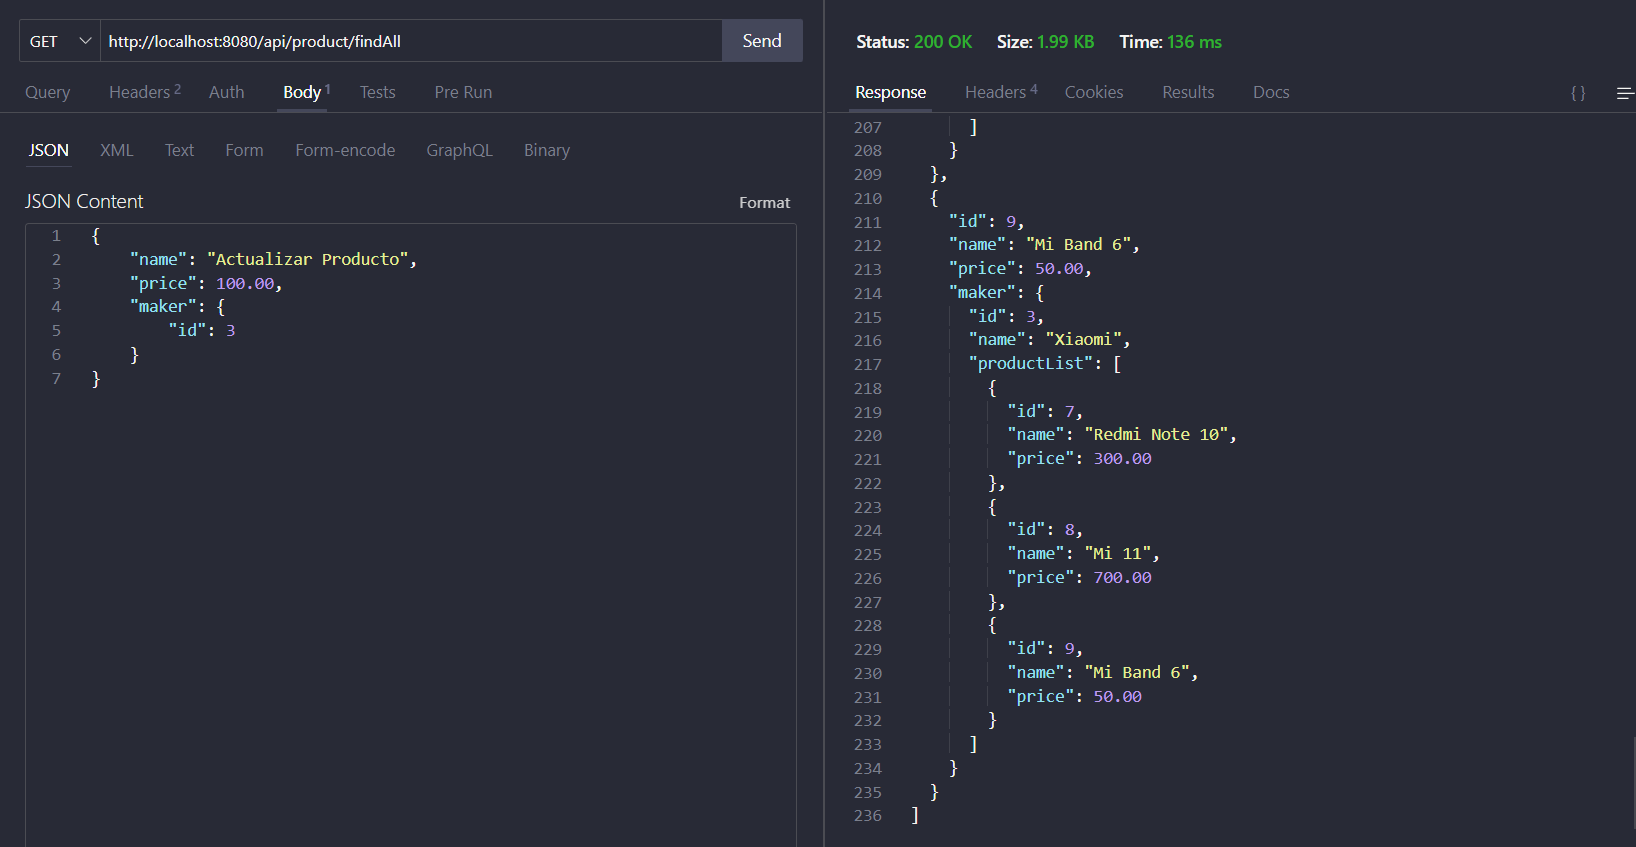 GET http://localhost:8080/api/product/findAll Send
Query Headers 2 Auth Body 1 Tests Pre Run
JSON XML Text Form Form-encode GraphQL Binary
JSON Content Format
1 {
2 "name": "Actualizar Producto",
3 "price": 100.00,
4 "maker": {
5 "id": 3
6 }
7 }
Status: 200 OK Size: 1.99 KB Time: 136 ms
Response Headers 4 Cookies Results Docs { }
207 ]
208 }
209 },
210 {
211 "id": 9,
212 "name": "Mi Band 6",
213 "price": 50.00,
214 "maker": {
215 "id": 3,
216 "name": "Xiaomi",
217 "productList": [
218 {
219 "id": 7,
220 "name": "Redmi Note 10",
221 "price": 300.00
222 },
223 {
224 "id": 8,
225 "name": "Mi 11",
226 "price": 700.00
227 },
228 {
229 "id": 9,
230 "name": "Mi Band 6",
231 "price": 50.00
232 }
233 ]
234 }
235 }
236 ]